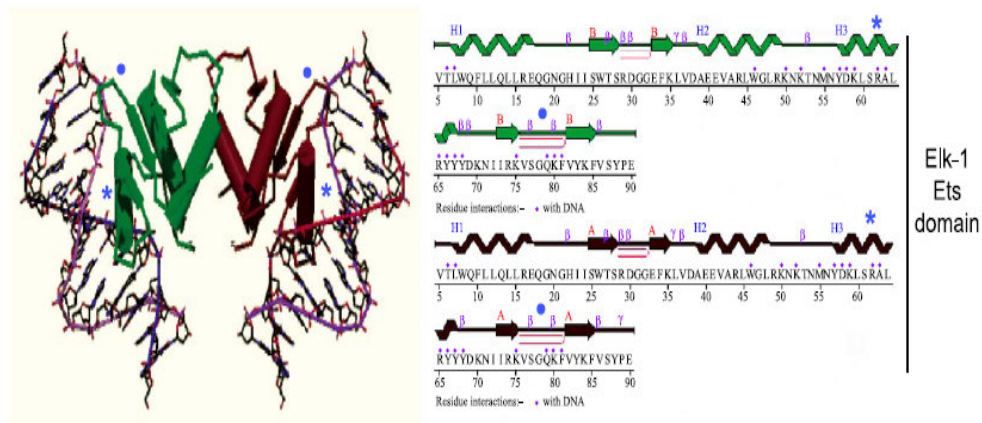 H1 β B β β β B γ β H2 β H3 *
VTLWQFLLQLLREQGNGHIISWTSRDGGEFKLVDAEEVARLWGLRKNKTNMNYDKLSRAL
5 10 15 20 25 30 35 40 45 50 55 60
β β B β β B β
RYYYDKNIIRKVSGQKFVYKFVSYPE
65 70 75 80 85 90
Residue interactions:- with DNA
H1 β A β β β A γ β H2 β H3 *
VTLWQFLLQLLREQGNGHIISWTSRDGGEFKLVDAEEVARLWGLRKNKTNMNYDKLSRAL
5 10 15 20 25 30 35 40 45 50 55 60
β β A β β A β γ
RYYYDKNIIRKVSGQKFVYKFVSYPE
65 70 75 80 85 90
Residue interactions:- with DNA
Elk-1
Ets
domain